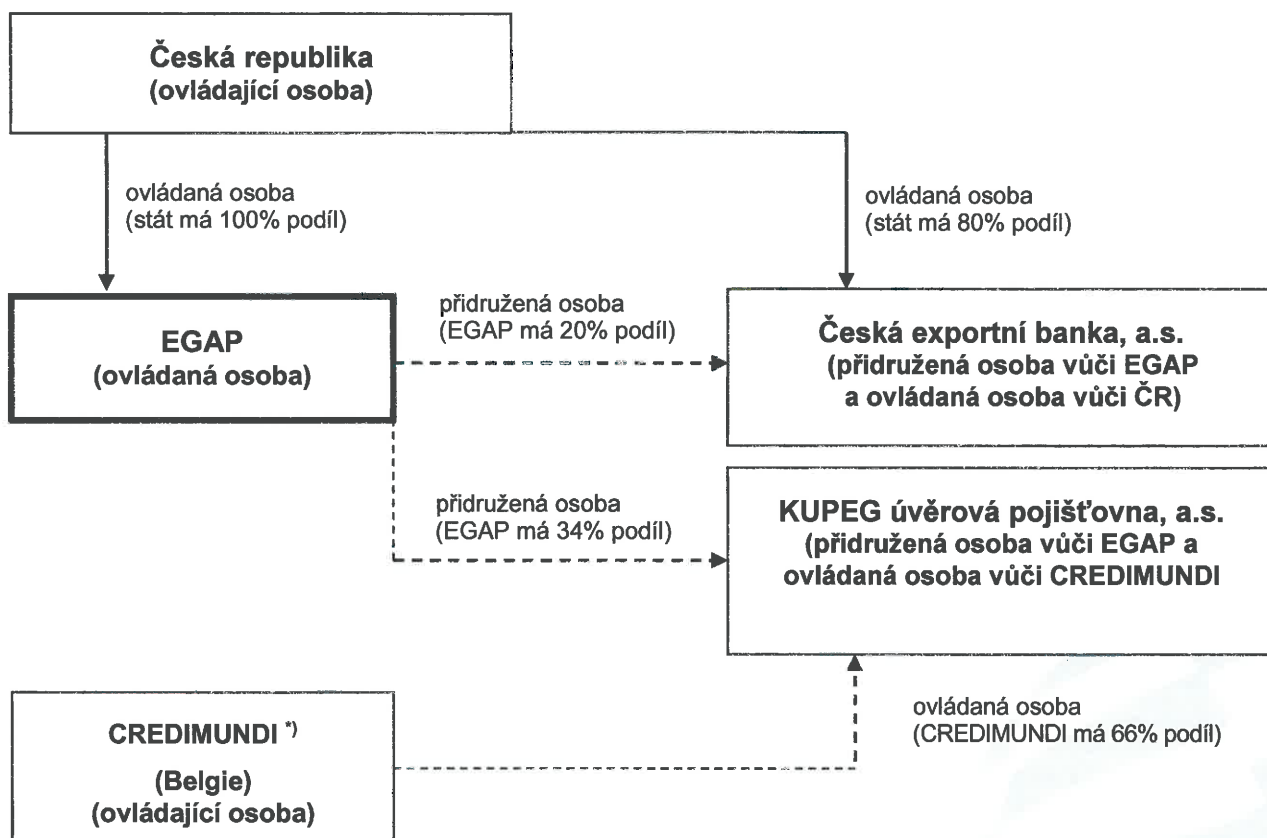 Česká republika
(ovládající osoba)
ovládaná osoba
(stát má 100% podíl)
ovládaná osoba
(stát má 80% podíl)
EGAP
(ovládaná osoba)
přidružená osoba
(EGAP má 20% podíl)
Česká exportní banka, a.s.
(přidružená osoba vůči EGAP
a ovládaná osoba vůči ČR)
přidružená osoba
(EGAP má 34% podíl)
KUPEG úvěrová pojišťovna, a.s.
(přidružená osoba vůči EGAP a
ovládaná osoba vůči CREDIMUNDI
CREDIMUNDI *)
(Belgie)
(ovládající osoba)
ovládaná osoba
(CREDIMUNDI má 66% podíl)